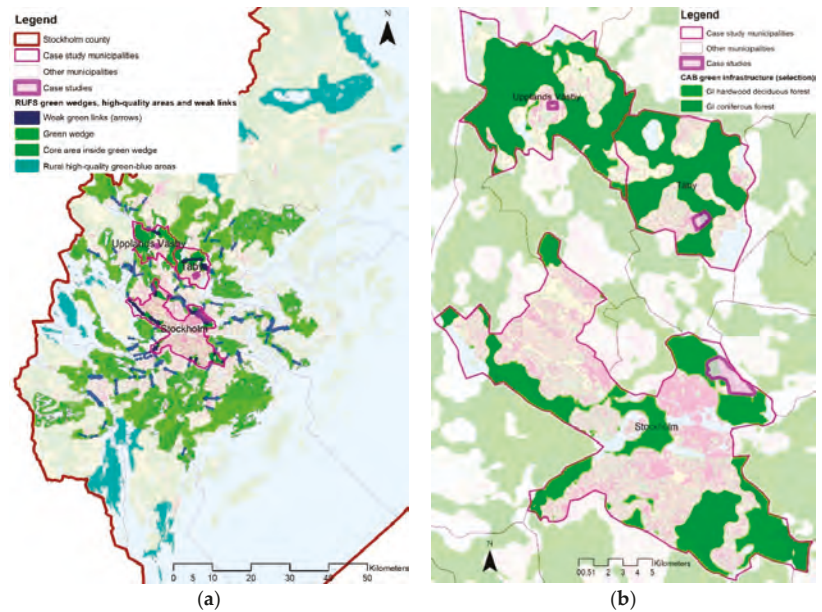 Legend
Stockholm county
Case study municipalities
Other municipalities
Case studies
RUFS green wedges, high-quality areas and weak links
Weak green links (arrows)
Green wedge
Core area inside green wedge
Rural high-quality green-blue areas
N
Upplands Väsby
Täby
Stockholm
Kilometers
0 5 10 20 30 40 50
(a)
Legend
Case study municipalities
Other municipalities
Case studies
CAB green infrastructure (selection)
GI hardwood deciduous forest
GI coniferous forest
Upplands Väsby
Täby
Stockholm
N
Kilometers
00.51 2 3 4 5
(b)